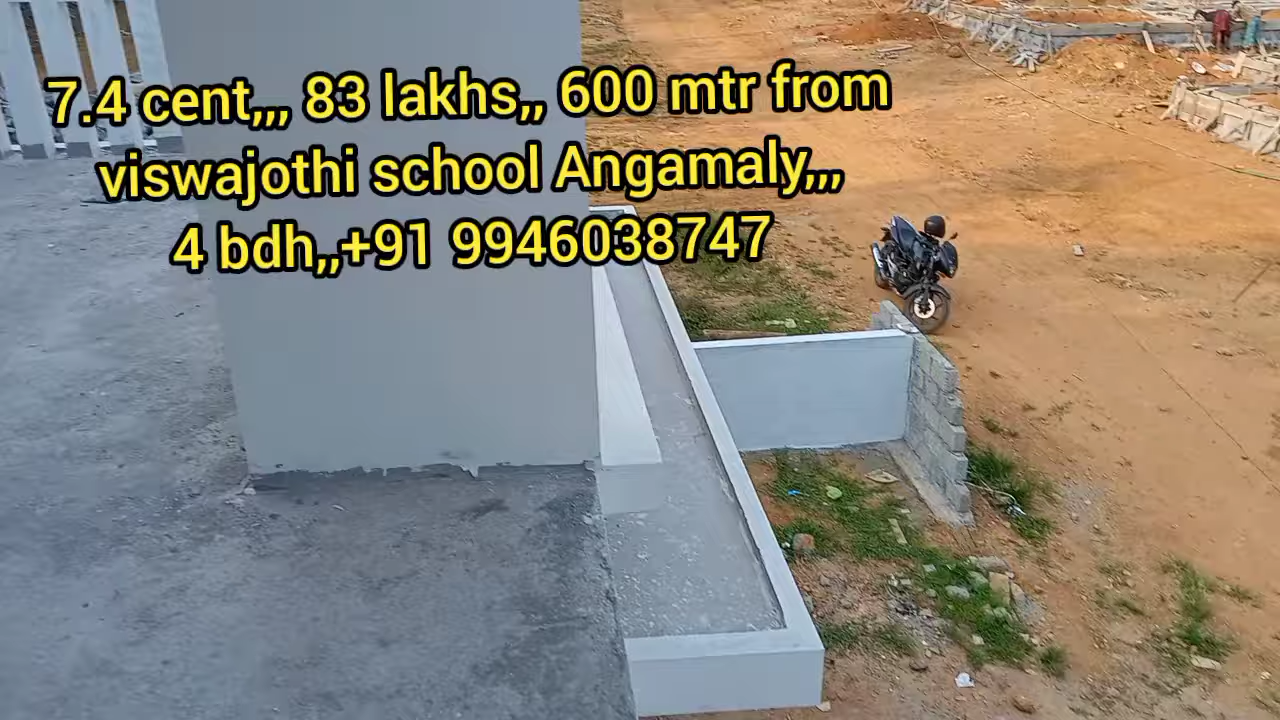 7.4 cent,,, 83 lakhs,, 600 mtr from
viswajothi school Angamaly,,,
4 bdh,,+91 9946038747